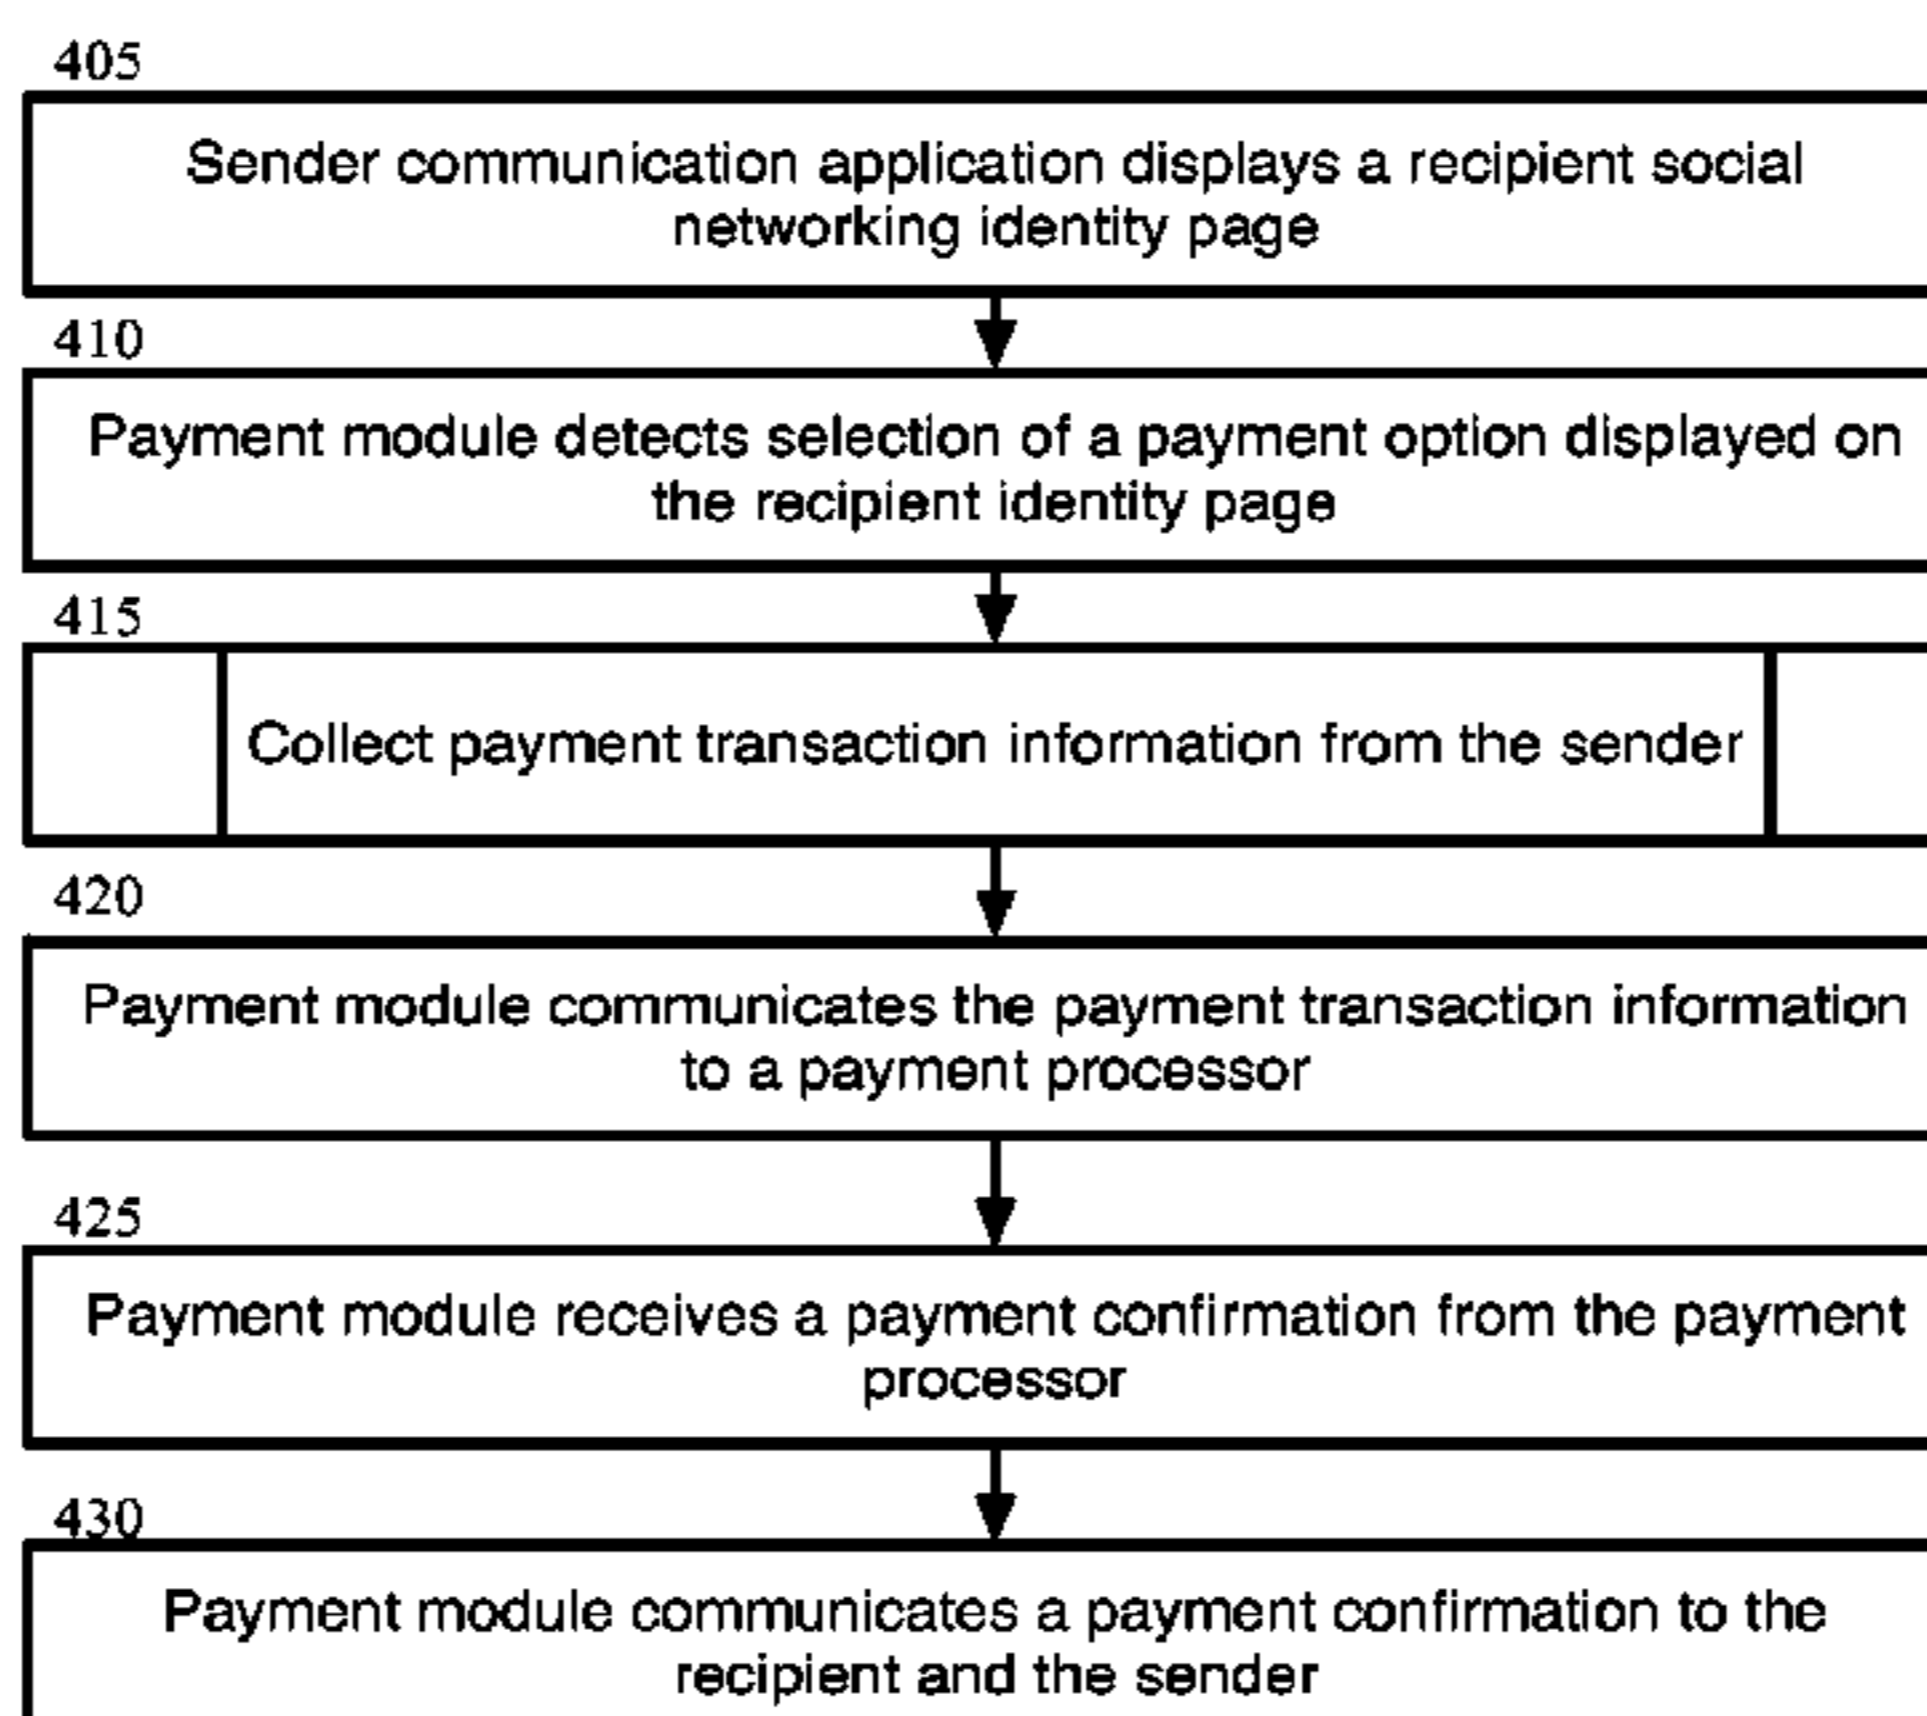 405
Sender communication application displays a recipient social
networking identity page
410
Payment module detects selection of a payment option displayed on
the recipient identity page
415
Collect payment transaction information from the sender
420
Payment module communicates the payment transaction information
to a payment processor
425
Payment module receives a payment confirmation from the payment
processor
430
Payment module communicates a payment confirmation to the
recipient and the sender